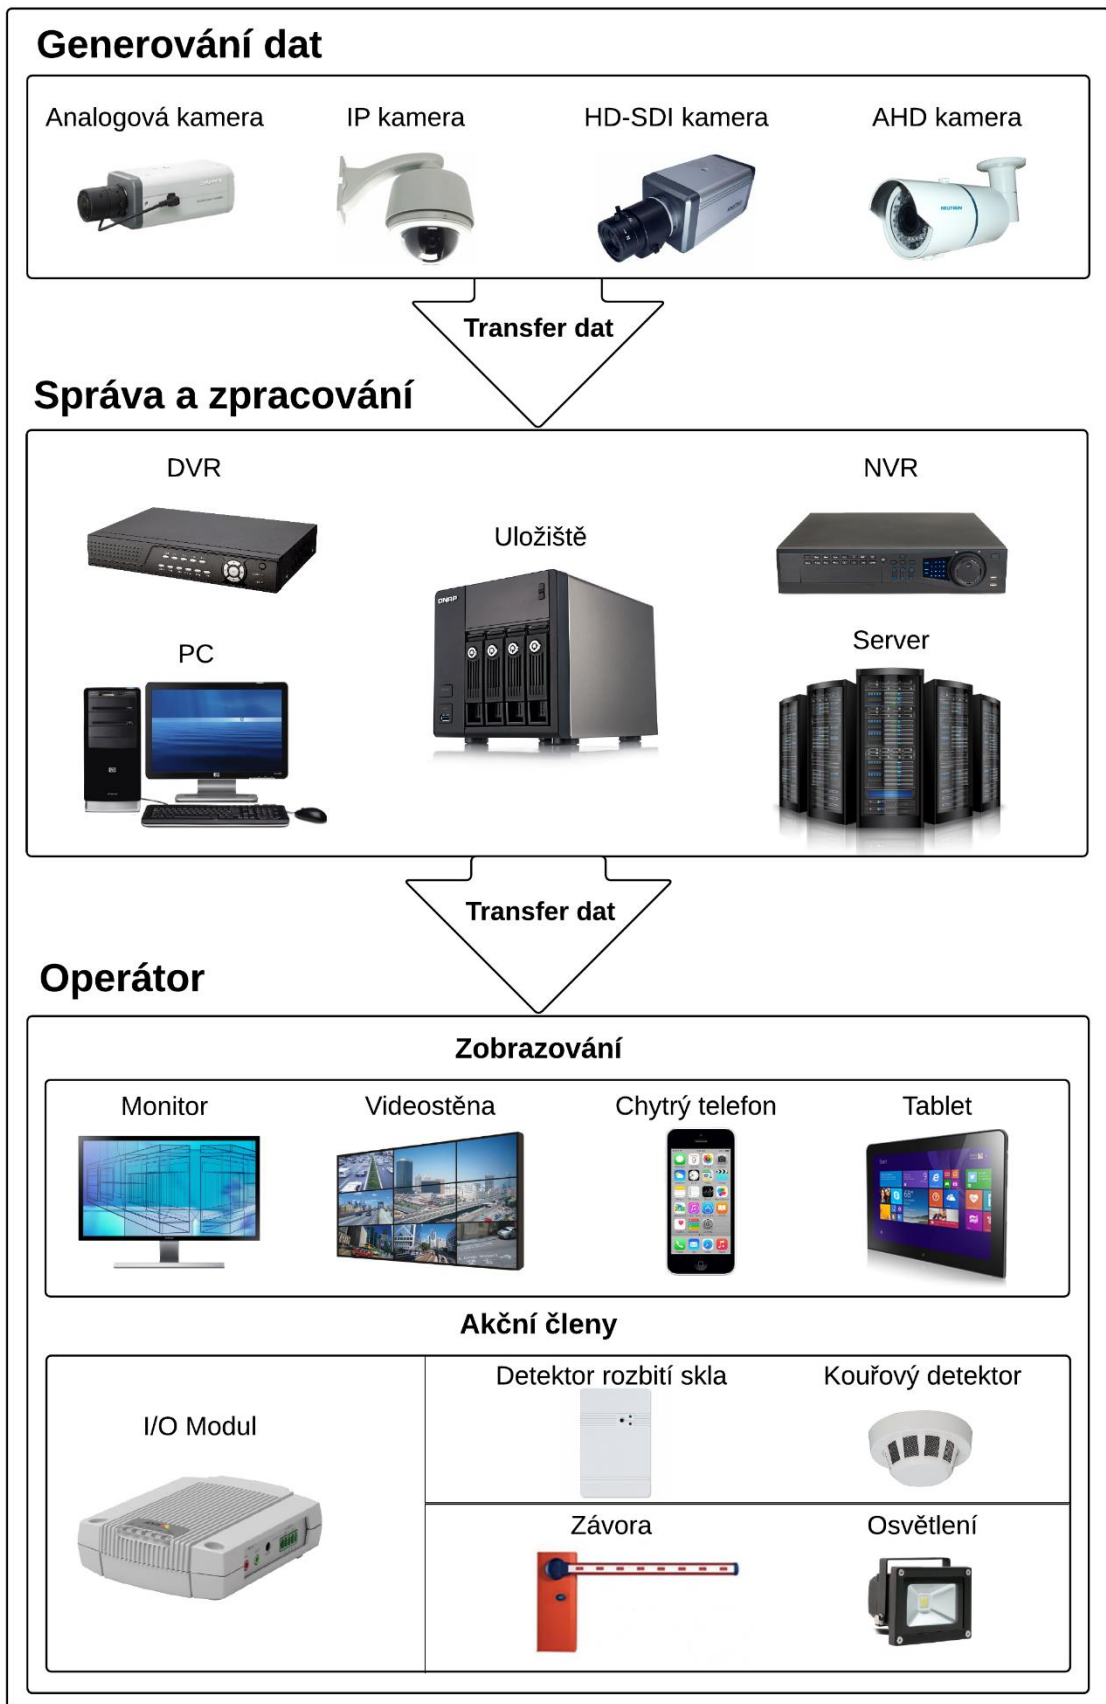 Generování dat
Analogová kamera
IP kamera
HD-SDI kamera
AHD kamera
Transfer dat
Správa a zpracování
DVR
NVR
Uložiště
QNAP
PC
Server
Transfer dat
Operátor
Zobrazování
Monitor
Videostěna
Chytrý telefon
Tablet
Akční členy
Detektor rozbití skla
Kouřový detektor
I/O Modul
Závora
Osvětlení